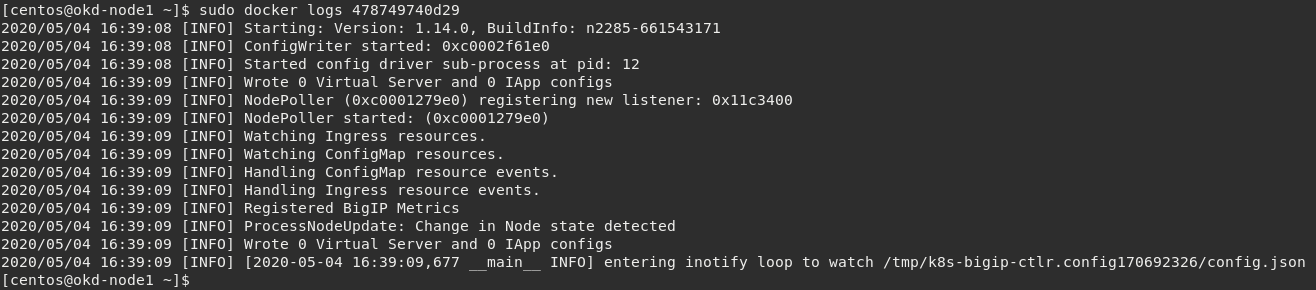 [centos@okd-node1 ~]$ sudo docker logs 478749740d29
2020/05/04 16:39:08 [INFO] Starting: Version: 1.14.0, BuildInfo: n2285-661543171
2020/05/04 16:39:08 [INFO] ConfigWriter started: 0xc0002f61e0
2020/05/04 16:39:08 [INFO] Started config driver sub-process at pid: 12
2020/05/04 16:39:09 [INFO] Wrote 0 Virtual Server and 0 IApp configs
2020/05/04 16:39:09 [INFO] NodePoller (0xc0001279e0) registering new listener: 0x11c3400
2020/05/04 16:39:09 [INFO] NodePoller started: (0xc0001279e0)
2020/05/04 16:39:09 [INFO] Watching Ingress resources.
2020/05/04 16:39:09 [INFO] Watching ConfigMap resources.
2020/05/04 16:39:09 [INFO] Handling ConfigMap resource events.
2020/05/04 16:39:09 [INFO] Handling Ingress resource events.
2020/05/04 16:39:09 [INFO] Registered BigIP Metrics
2020/05/04 16:39:09 [INFO] ProcessNodeUpdate: Change in Node state detected
2020/05/04 16:39:09 [INFO] Wrote 0 Virtual Server and 0 IApp configs
2020/05/04 16:39:09 [INFO] [2020-05-04 16:39:09,677 __main__ INFO] entering inotify loop to watch /tmp/k8s-bigip-ctlr.config170692326/config.json
[centos@okd-node1 ~]$